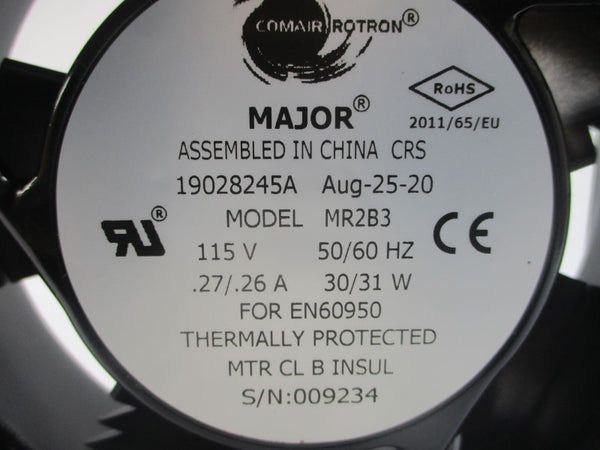 COMAIR ROTRON®
MAJOR®
RoHS
2011/65/EU
ASSEMBLED IN CHINA CRS
19028245A Aug-25-20
MODEL MR2B3
115 V 50/60 HZ
.27/.26 A 30/31 W
FOR EN60950
THERMALLY PROTECTED
MTR CL B INSUL
S/N:009234
RU®
CE